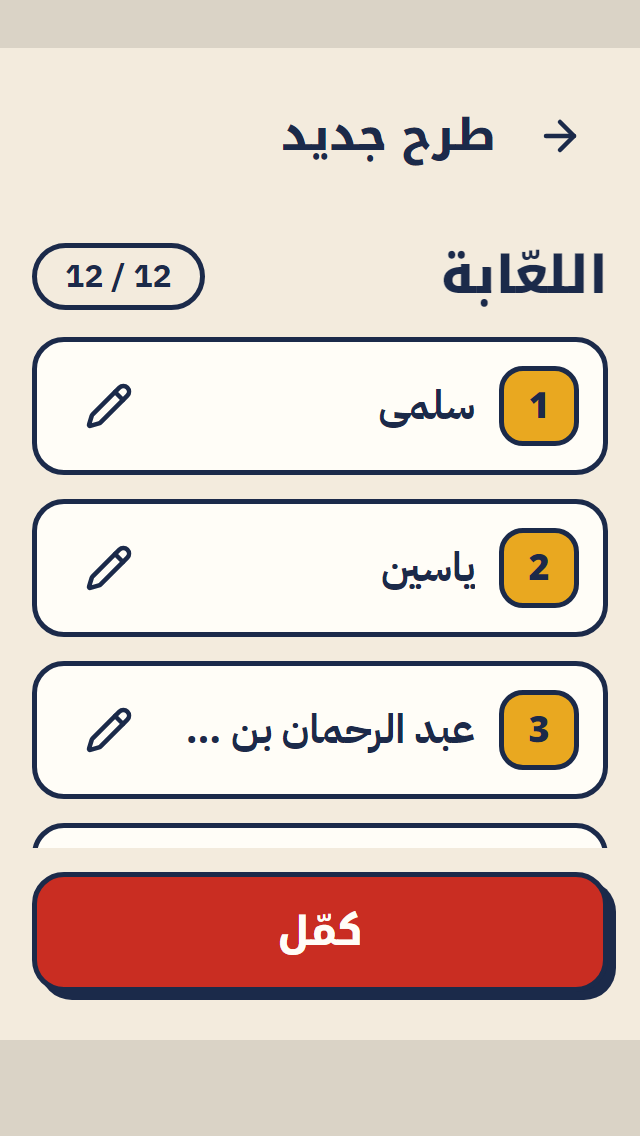 طرح جديد
اللعّابة
12 / 12
1 سلمى
2 ياسين
3 عبد الرحمان بن ...
كمّل